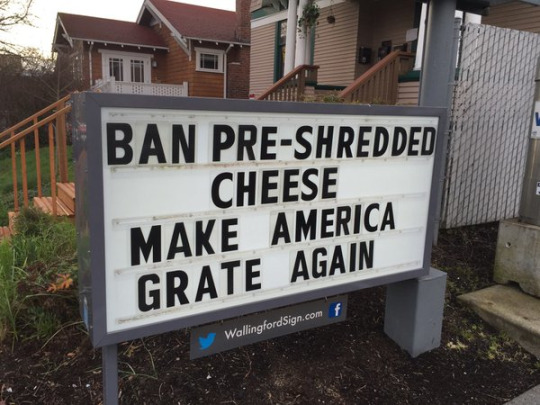 BAN PRE-SHREDDED
CHEESE
MAKE AMERICA
GRATE AGAIN
WallingfordSign.com